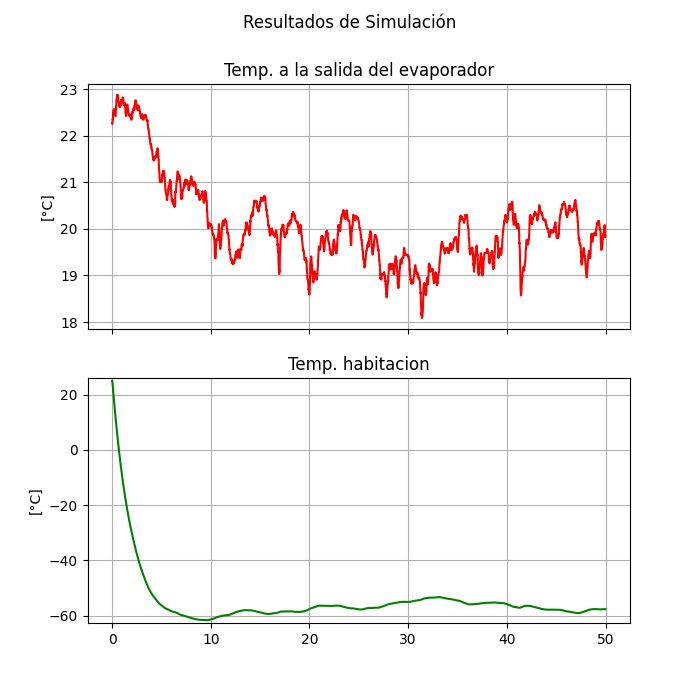 Resultados de Simulación
Temp. a la salida del evaporador
23
22
21
20
19
18
[°C]
Temp. habitacion
20
0
−20
−40
−60
[°C]
0 10 20 30 40 50